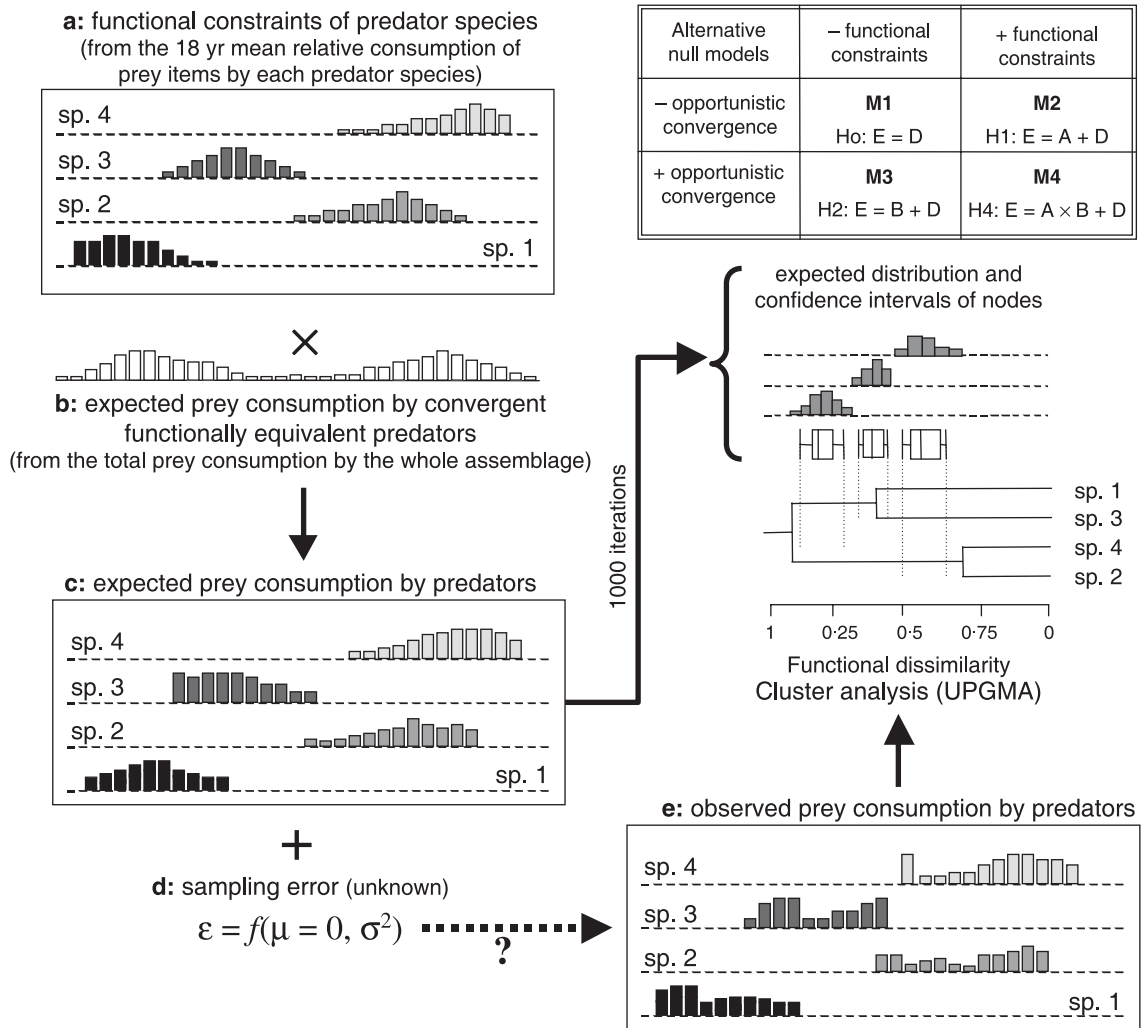 a: functional constraints of predator species
(from the 18 yr mean relative consumption of
prey items by each predator species)
sp. 4
sp. 3
sp. 2
sp. 1
×
b: expected prey consumption by convergent
functionally equivalent predators
(from the total prey consumption by the whole assemblage)
c: expected prey consumption by predators
sp. 4
sp. 3
sp. 2
sp. 1
+
d: sampling error (unknown)
ε = f(μ = 0, σ²)
?
1000 iterations
Alternative
null models
– functional
constraints
+ functional
constraints
– opportunistic
convergence
M1
Ho: E = D
M2
H1: E = A + D
+ opportunistic
convergence
M3
H2: E = B + D
M4
H4: E = A × B + D
expected distribution and
confidence intervals of nodes
sp. 1
sp. 3
sp. 4
sp. 2
1 0·25 0·5 0·75 0
Functional dissimilarity
Cluster analysis (UPGMA)
e: observed prey consumption by predators
sp. 4
sp. 3
sp. 2
sp. 1